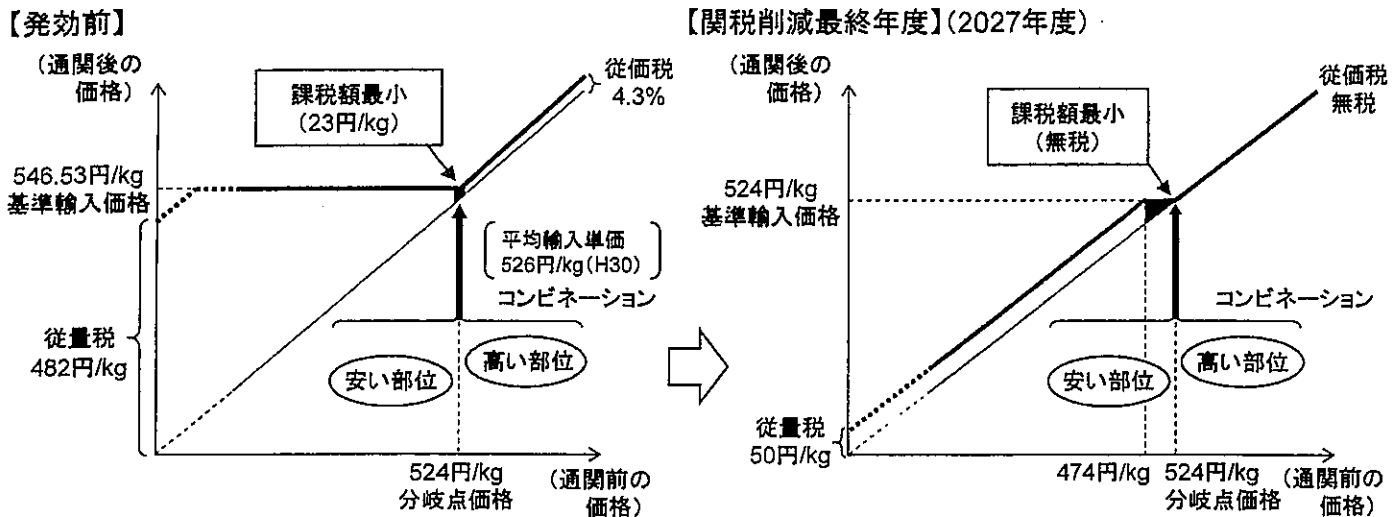 【発効前】
(通関後の
価格)
課税額最小
(23円/kg)
従価税
4.3%
546.53円/kg
基準輸入価格
平均輸入単価
526円/kg(H30)
コンビネーション
従量税
482円/kg
安い部位
高い部位
524円/kg
分岐点価格
(通関前の
価格)
【関税削減最終年度】(2027年度)
(通関後の
価格)
課税額最小
(無税)
従価税
無税
524円/kg
基準輸入価格
コンビネーション
安い部位
高い部位
従量税
50円/kg
474円/kg
524円/kg
分岐点価格
(通関前の
価格)